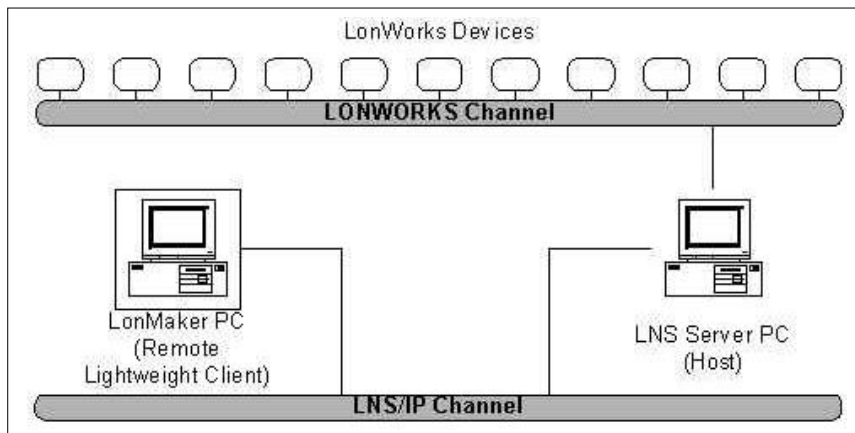 LonWorks Devices
LONWORKS Channel
LonMaker PC
(Remote
Lightweight Client)
LNS Server PC
(Host)
LNS/IP Channel